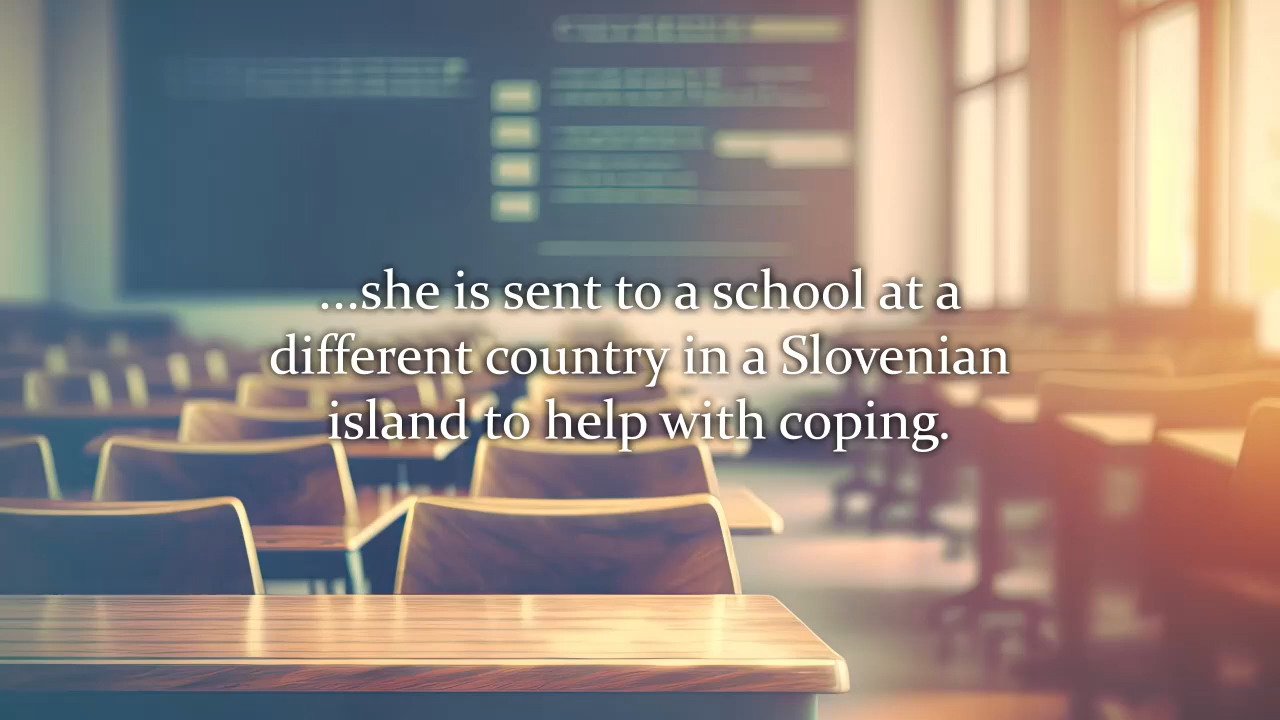 ...she is sent to a school at a
different country in a Slovenian
island to help with coping.